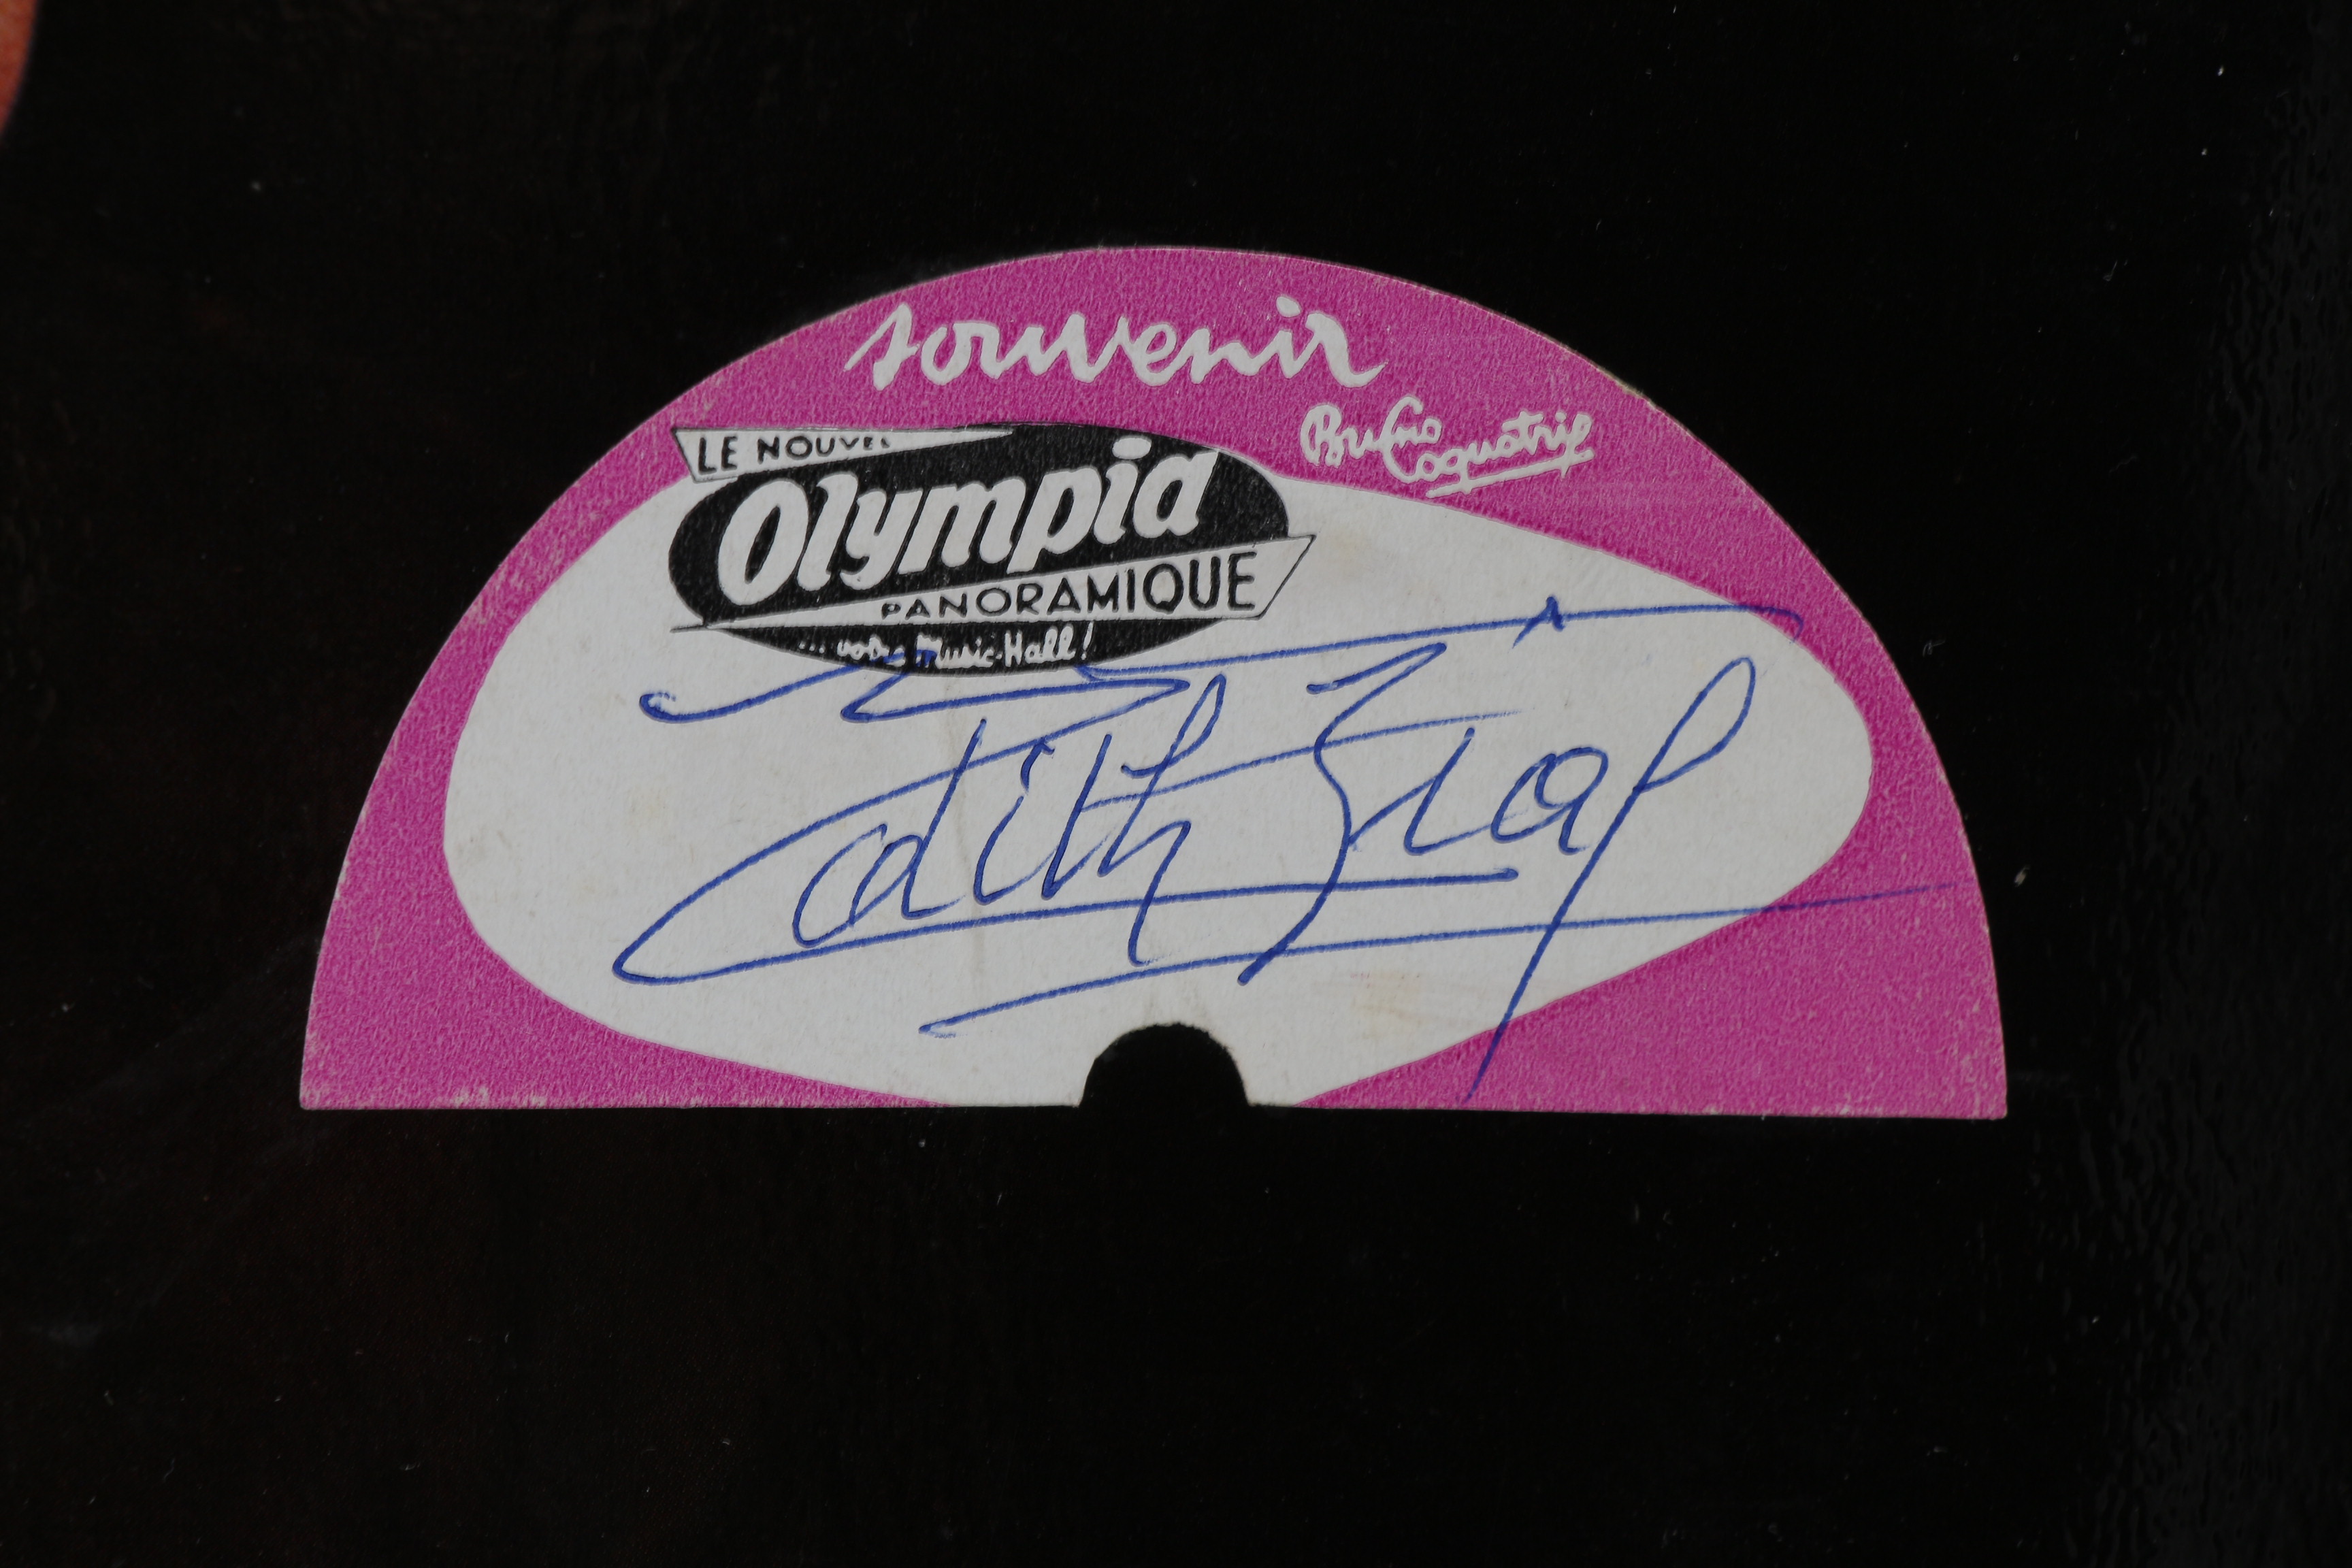 souvenir
Bruno
Coquatrix
LE NOUVEL
Olympia
PANORAMIQUE
... votre Music-Hall!
Edith Piaf